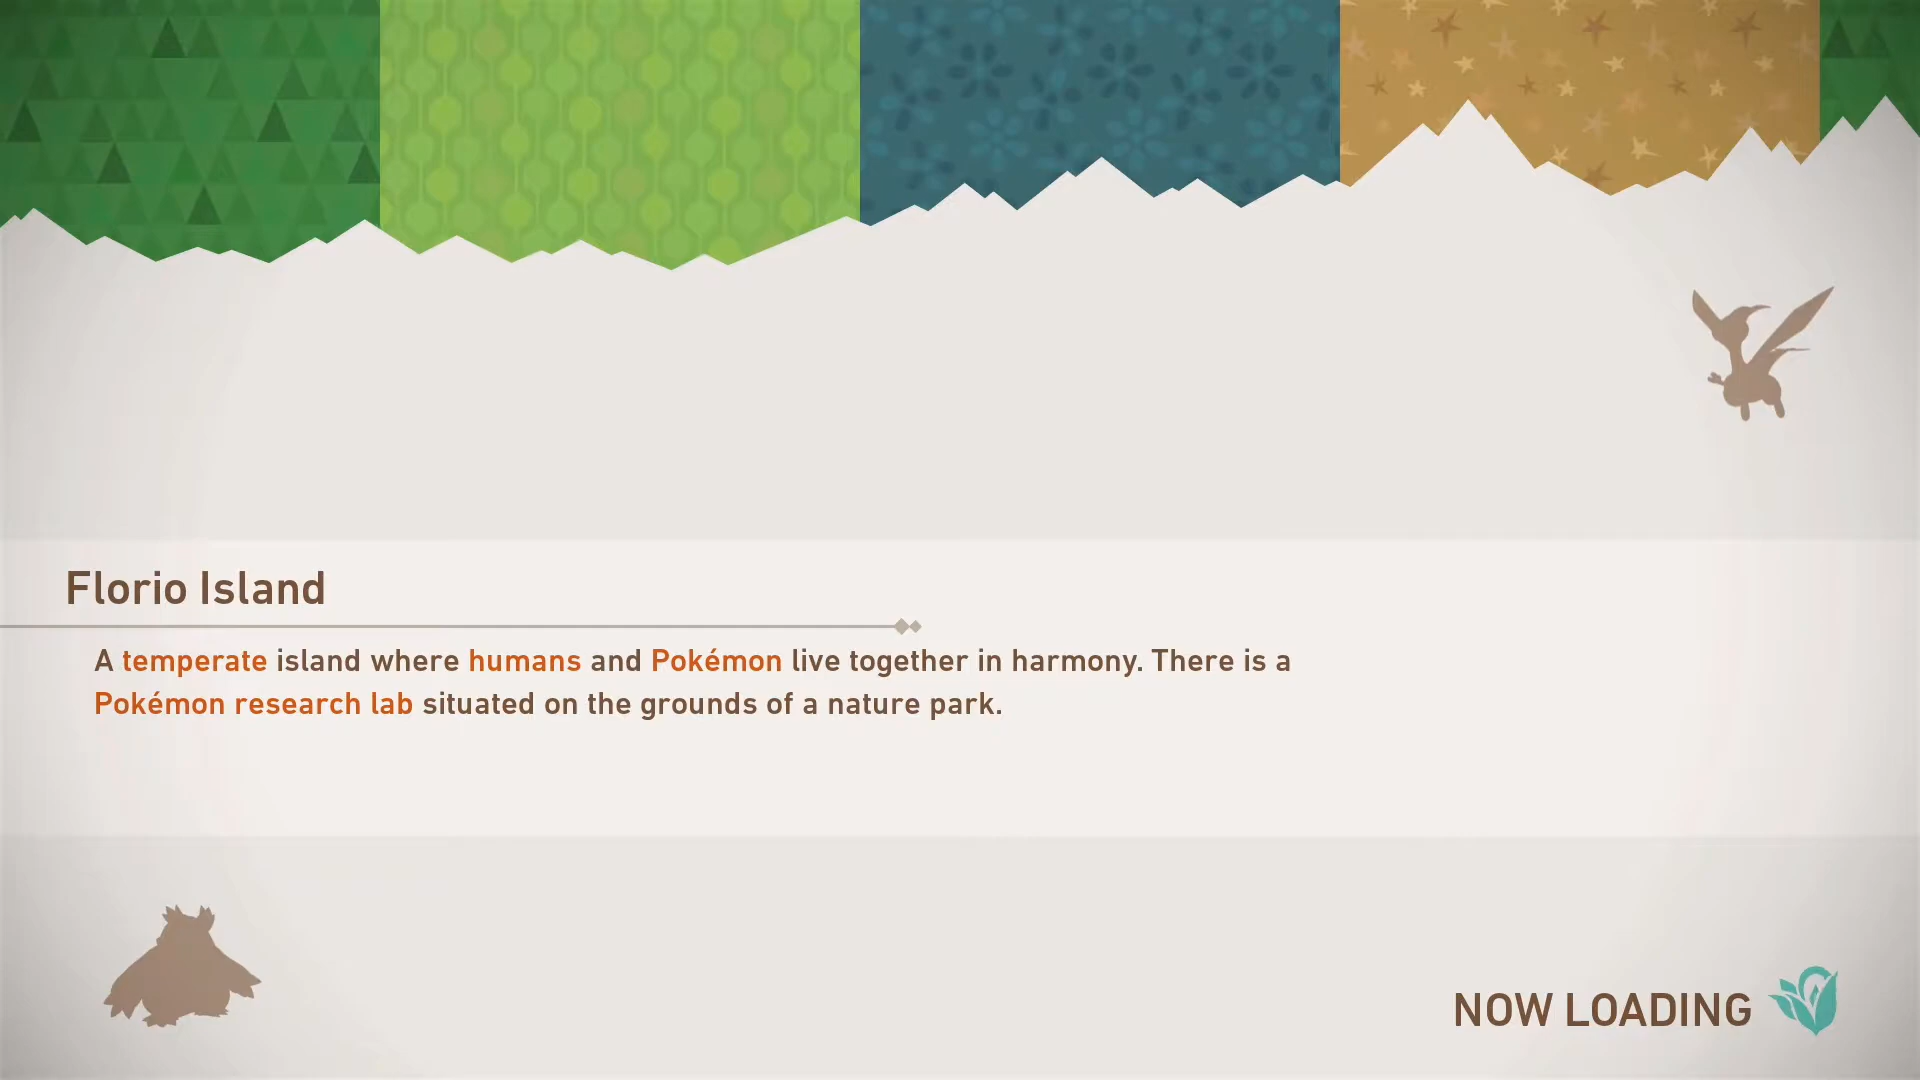 Florio Island
A temperate island where humans and Pokémon live together in harmony. There is a
Pokémon research lab situated on the grounds of a nature park.
NOW LOADING